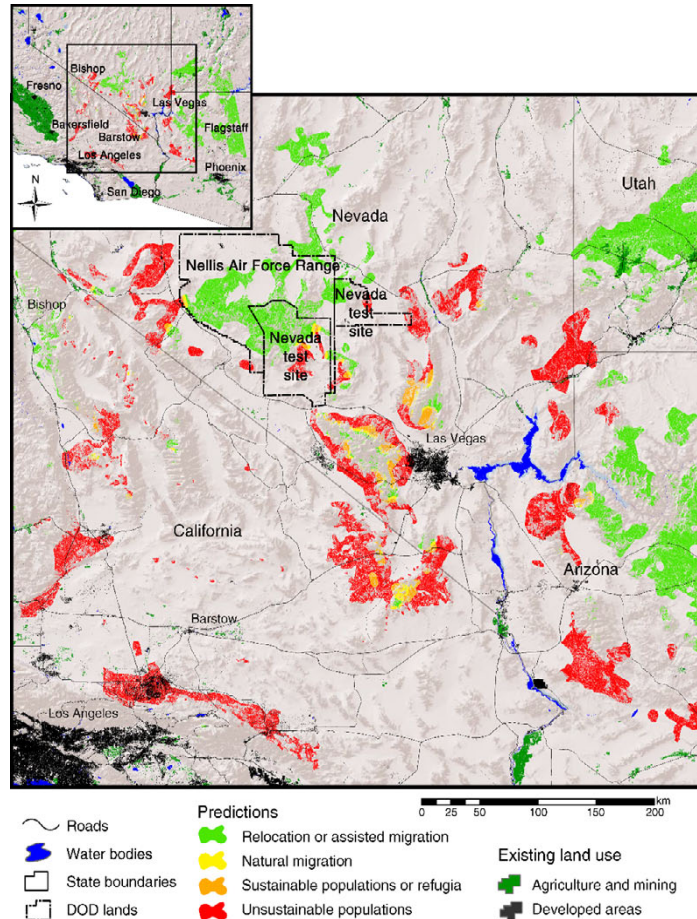 Bishop
Fresno
Las Vegas
Bakersfield
Flagstaff
Barstow
Los Angeles
Phoenix
N
San Diego
Utah
Nevada
Nellis Air Force Range
Bishop
Nevada
test
site
Nevada
test
site
Las Vegas
California
Arizona
Barstow
Los Angeles
km
0 25 50 100 150 200
Roads
Water bodies
State boundaries
DOD lands
Predictions
Relocation or assisted migration
Natural migration
Sustainable populations or refugia
Unsustainable populations
Existing land use
Agriculture and mining
Developed areas